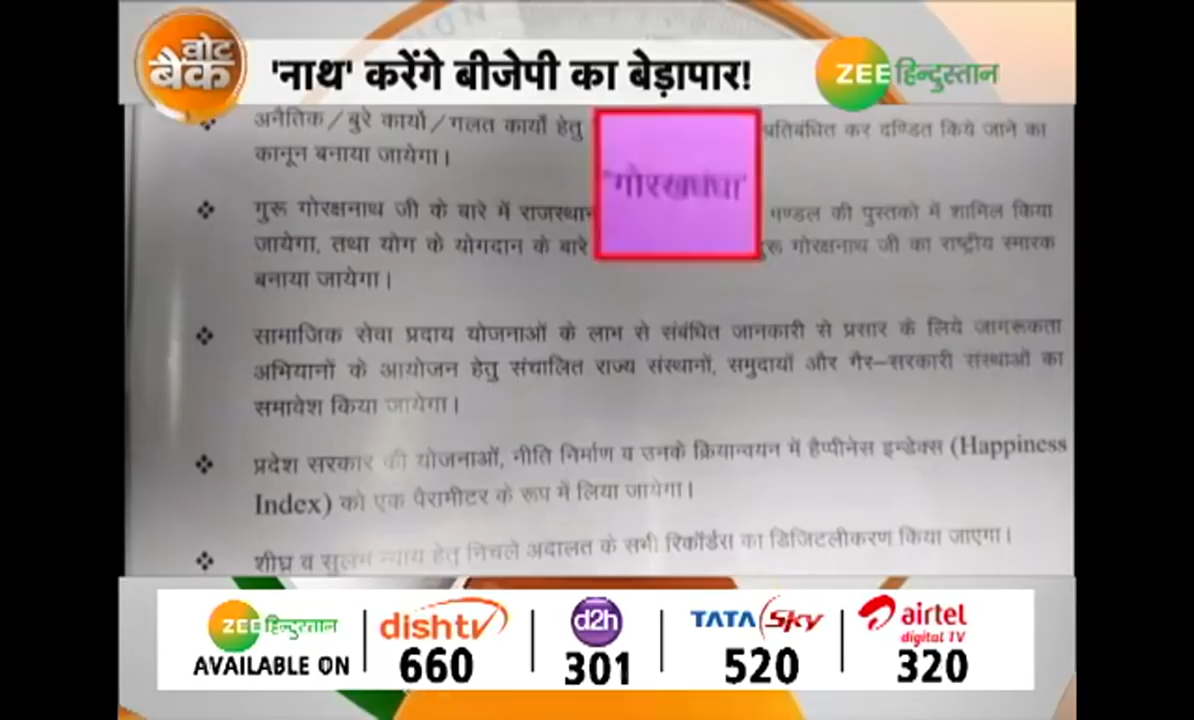 वोट
बैंक
'नाथ' करेंगे बीजेपी का बेड़ापार!
ZEE हिन्दुस्तान
अनैतिक/बुरे कार्यो/गलत कार्यो हेतु प्रतिबंधित कर दण्डित किये जाने का
कानून बनाया जायेगा।
"गोरखधंधा"
गुरू गोरक्षनाथ जी के बारे में राजस्थान मण्डल की पुस्तको में शामिल किया
जायेगा, तथा योग के योगदान के बारे गोरक्षनाथ जी का राष्ट्रीय स्मारक
बनाया जायेगा।
सामाजिक सेवा प्रदाय योजनाओं के लाभ से संबंधित जानकारी से प्रसार के लिये जागरूकता
अभियानों के आयोजन हेतु संचालित राज्य संस्थानों, समुदायों और गैर-सरकारी संस्थाओं का
समावेश किया जायेगा।
प्रदेश सरकार की योजनाओं, नीति निर्माण व उनके क्रियान्वयन में हैप्पीनेस इन्डेक्स (Happiness
Index) को एक पैरामीटर के रूप में लिया जायेगा।
शीघ्र व सुलभ न्याय हेतु निचले अदालत के सभी रिकॉर्डस का डिजिटलीकरण किया जाएगा।
ZEE हिन्दुस्तान
AVAILABLE ON
dishtv
660
d2h
301
TATA Sky
520
airtel
digital TV
320